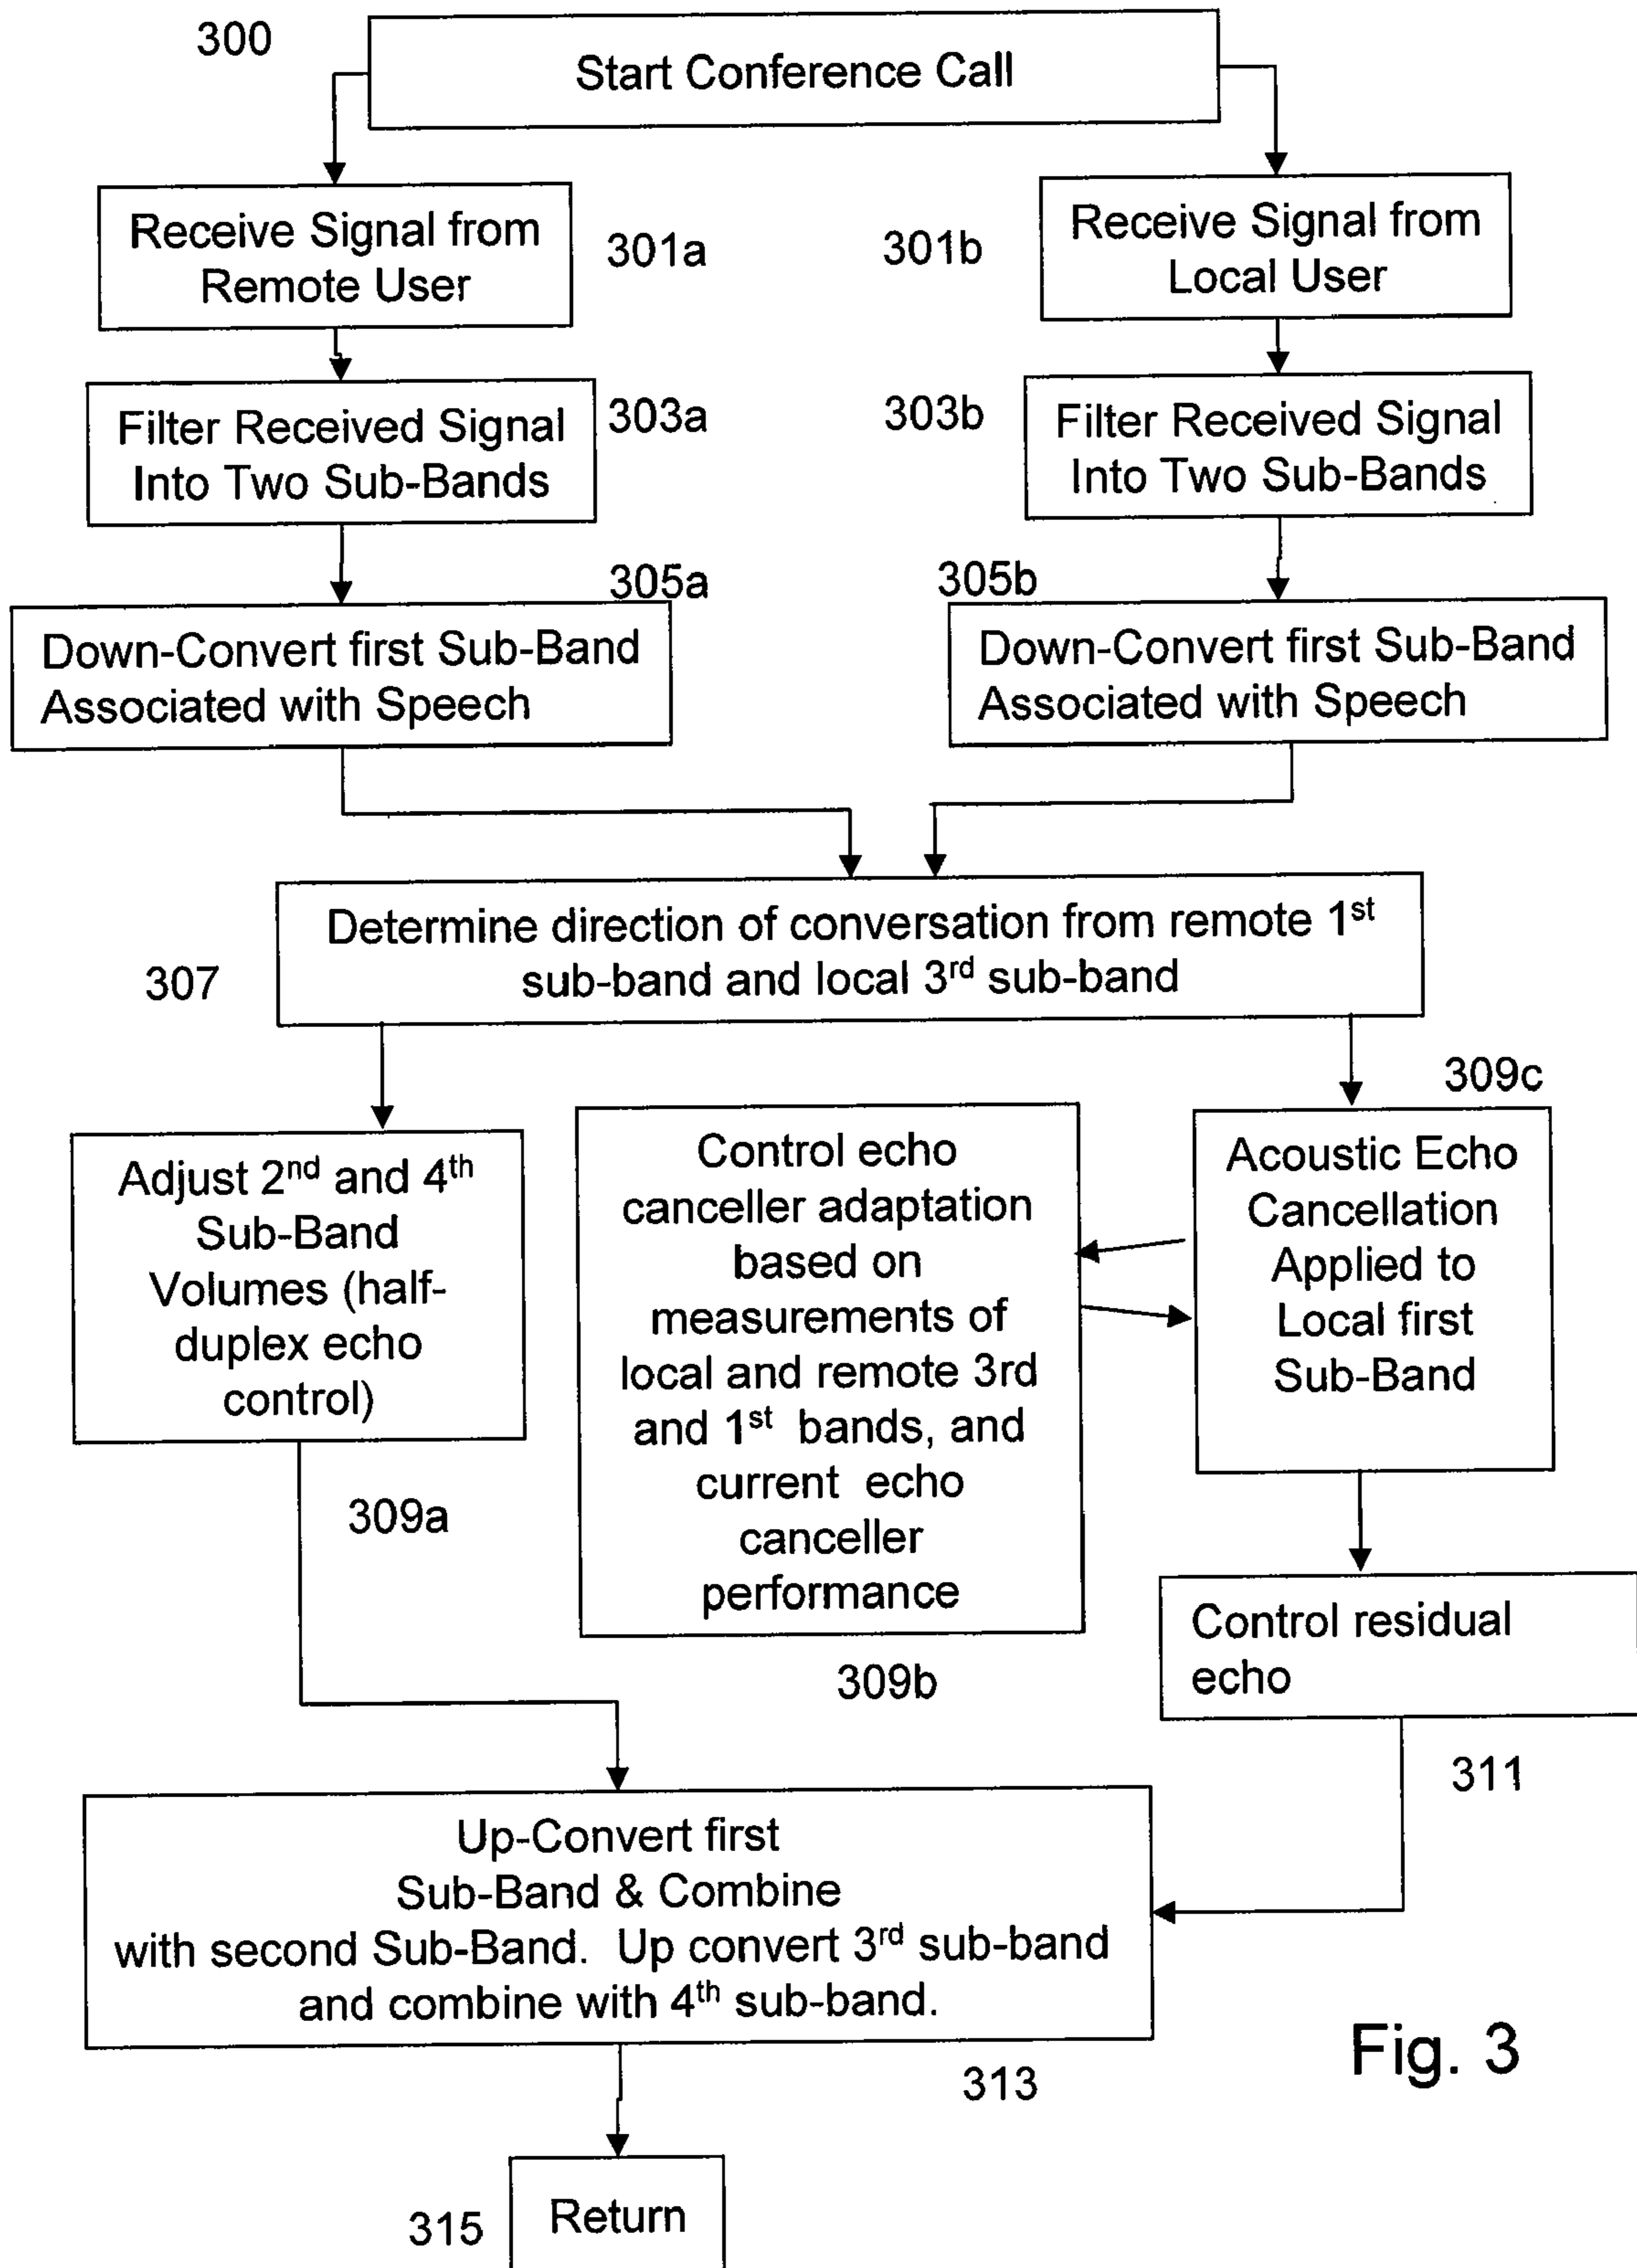 300
Start Conference Call
Receive Signal from
Remote User
301a
301b
Receive Signal from
Local User
Filter Received Signal
Into Two Sub-Bands
303a
303b
Filter Received Signal
Into Two Sub-Bands
305a
305b
Down-Convert first Sub-Band
Associated with Speech
Down-Convert first Sub-Band
Associated with Speech
Determine direction of conversation from remote 1st
sub-band and local 3rd sub-band
307
309c
Adjust 2nd and 4th
Sub-Band
Volumes (half-
duplex echo
control)
309a
Control echo
canceller adaptation
based on
measurements of
local and remote 3rd
and 1st bands, and
current echo
canceller
performance
309b
Acoustic Echo
Cancellation
Applied to
Local first
Sub-Band
Control residual
echo
311
Up-Convert first
Sub-Band & Combine
with second Sub-Band. Up convert 3rd sub-band
and combine with 4th sub-band.
313
Fig. 3
315
Return